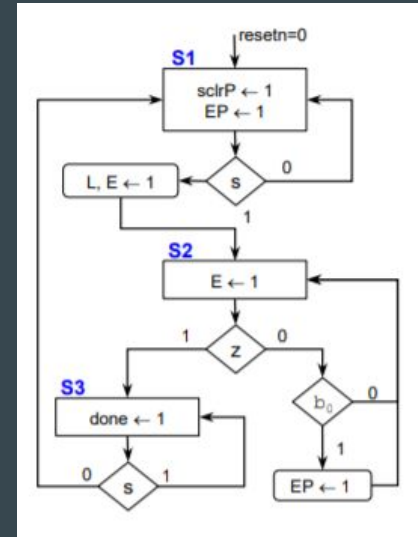 resetn=0
S1
sclrP ← 1
EP ← 1
0
s
L, E ← 1
1
S2
E ← 1
1
0
z
S3
b₀
0
done ← 1
1
0
s
1
EP ← 1